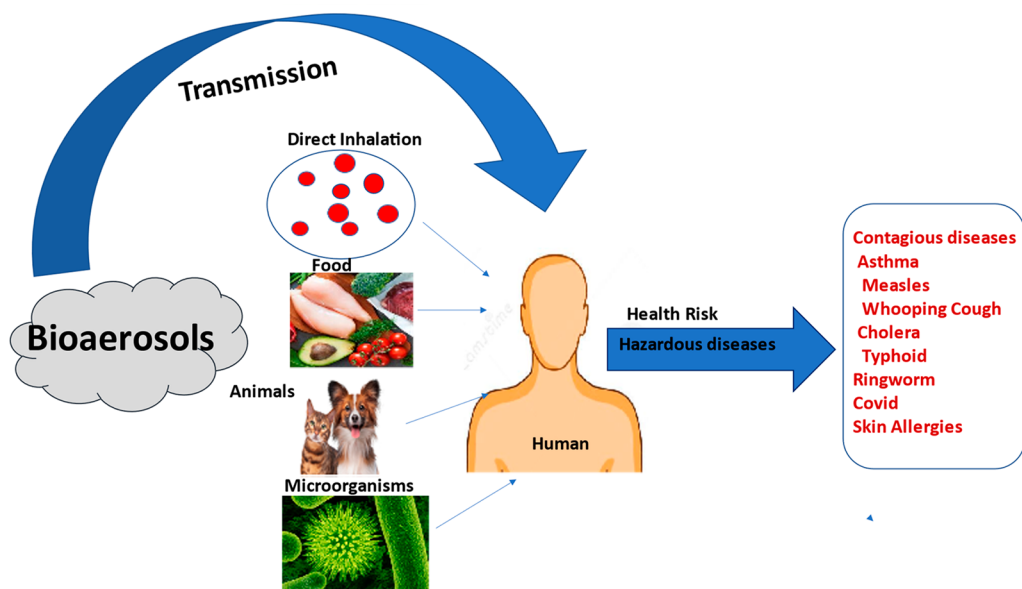 Transmission
Direct Inhalation
Food
Bioaerosols
Animals
Microorganisms
Human
Health Risk
Hazardous diseases
Contagious diseases
Asthma
Measles
Whooping Cough
Cholera
Typhoid
Ringworm
Covid
Skin Allergies